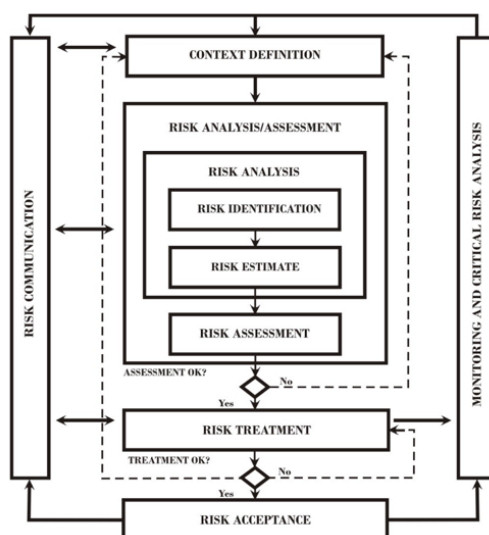 CONTEXT DEFINITION
RISK ANALYSIS/ASSESSMENT
RISK ANALYSIS
RISK IDENTIFICATION
RISK ESTIMATE
RISK ASSESSMENT
ASSESSMENT OK?
No
Yes
RISK TREATMENT
TREATMENT OK?
No
Yes
RISK ACCEPTANCE
RISK COMMUNICATION
MONITORING AND CRITICAL RISK ANALYSIS